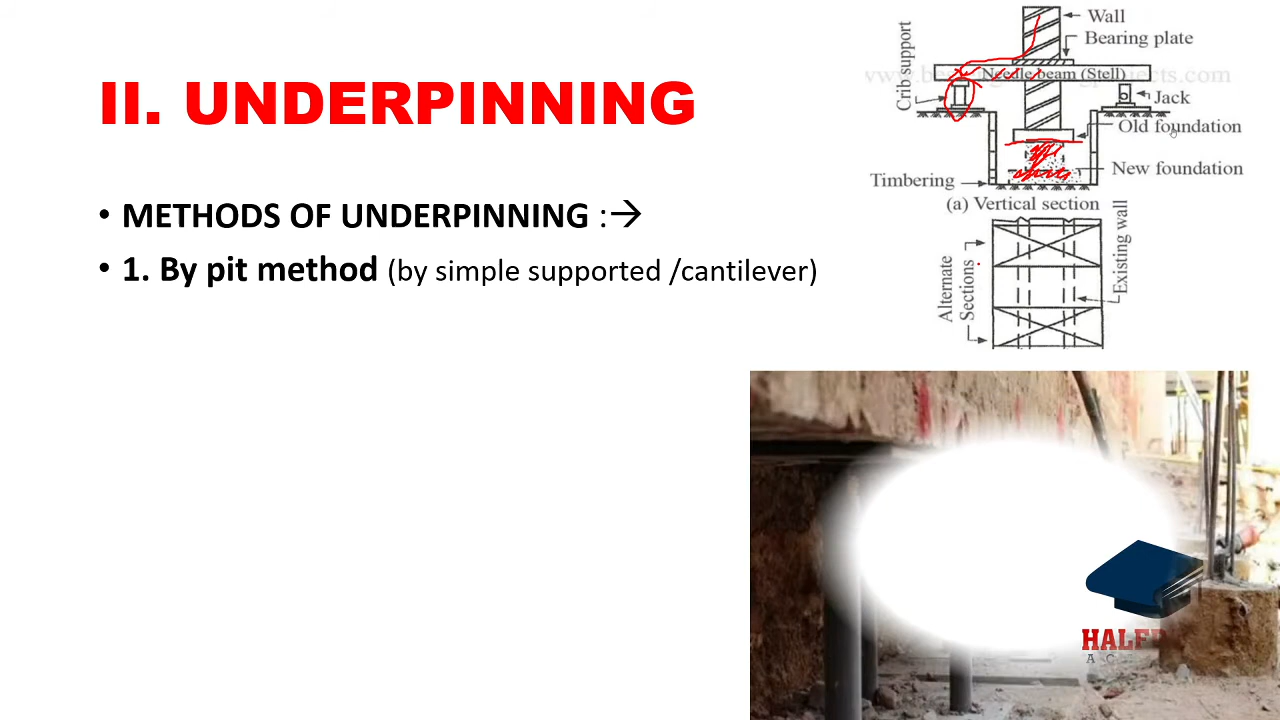 II. UNDERPINNING
• METHODS OF UNDERPINNING :→
• 1. By pit method (by simple supported /cantilever)
Wall
Bearing plate
Crib support
Needle beam (Stell)
Jack
Old foundation
New foundation
Timbering
(a) Vertical section
Alternate
Sections
Existing wall